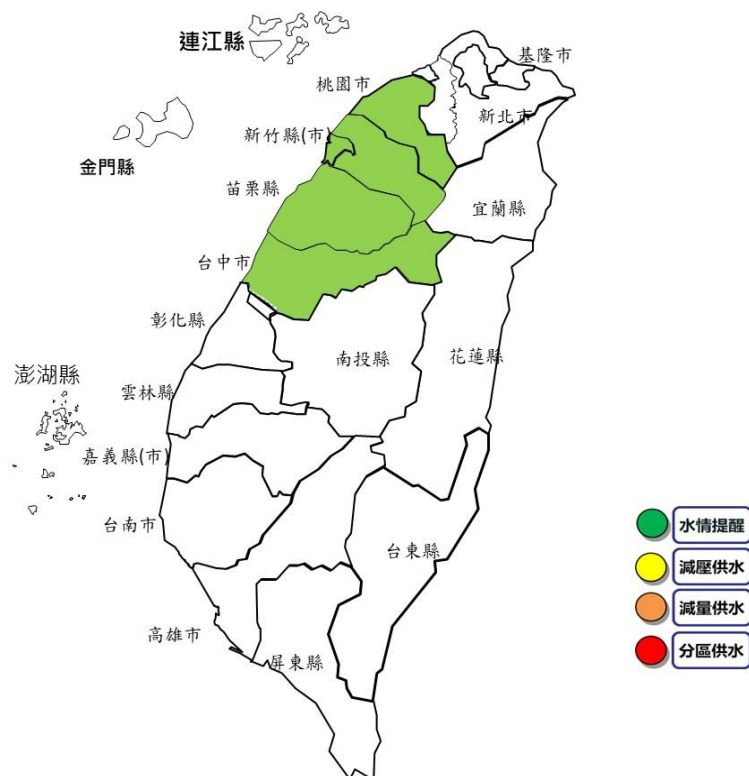 連江縣
基隆市
桃園市
新北市
新竹縣(市)
金門縣
苗栗縣
宜蘭縣
台中市
彰化縣
南投縣
花蓮縣
澎湖縣
雲林縣
嘉義縣(市)
台南市
台東縣
高雄市
屏東縣
水情提醒
減壓供水
減量供水
分區供水